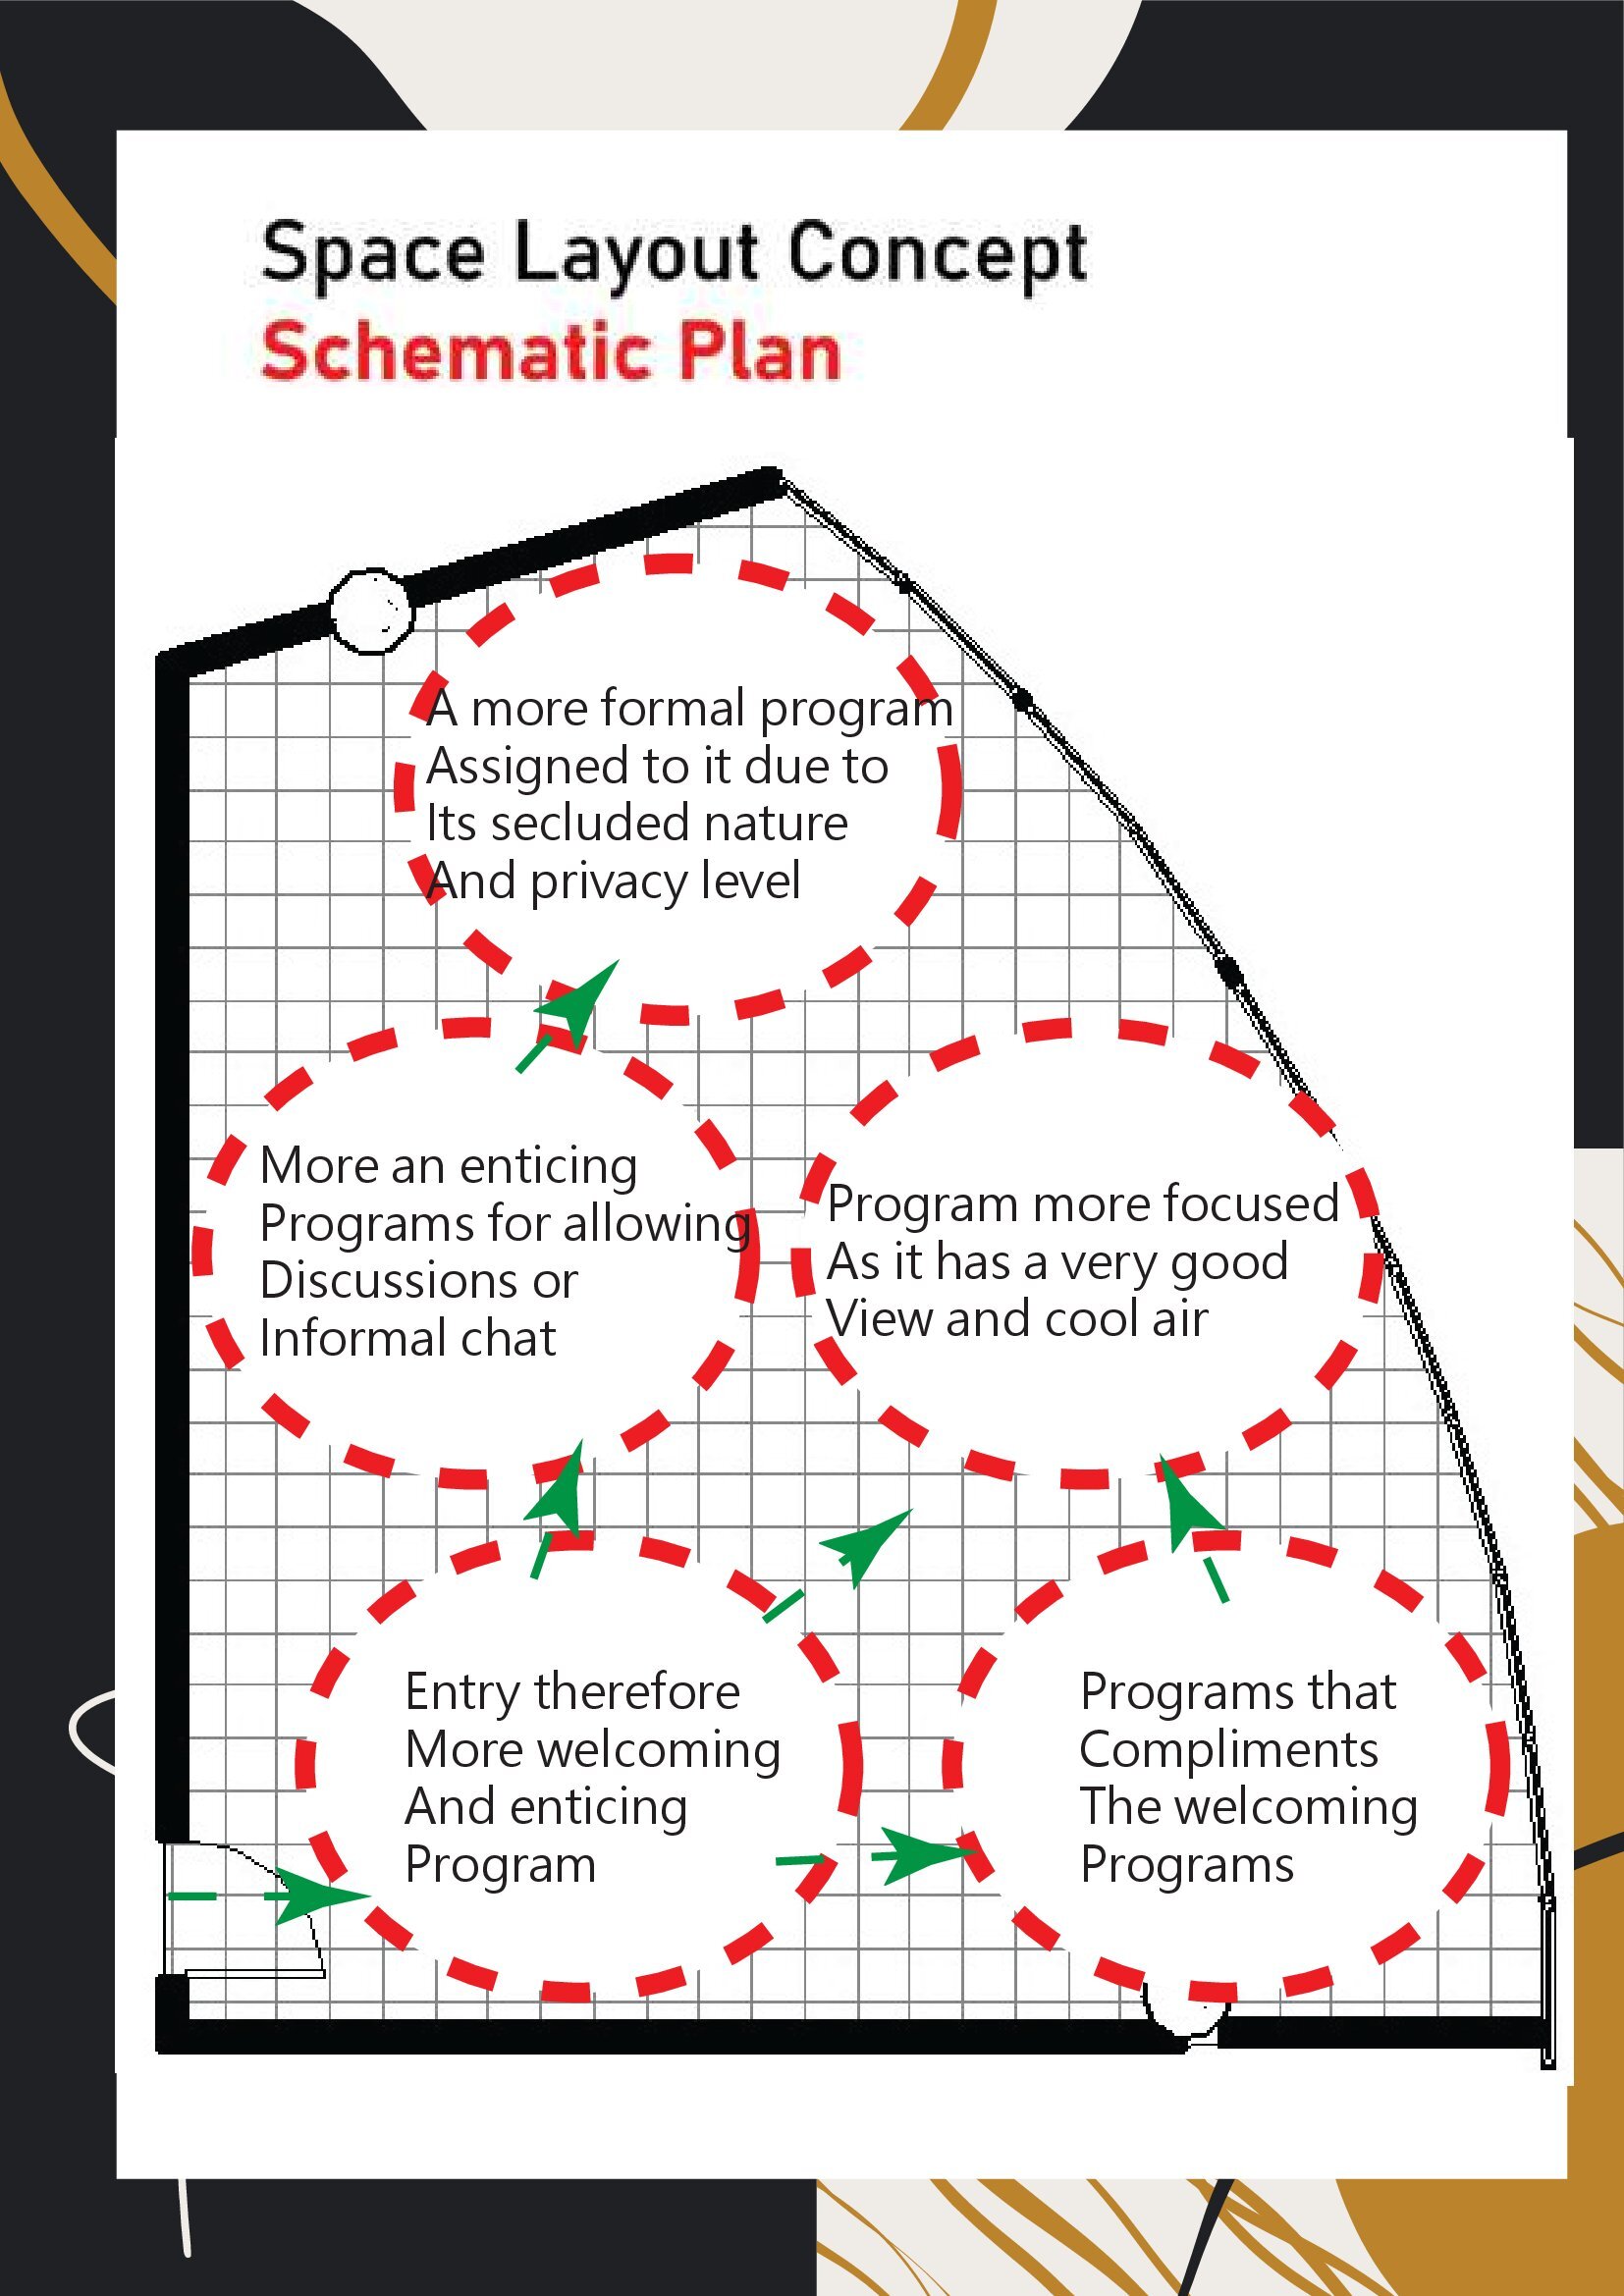 Space Layout Concept
Schematic Plan
A more formal program
Assigned to it due to
Its secluded nature
And privacy level
More an enticing
Programs for allowing
Discussions or
Informal chat
Program more focused
As it has a very good
View and cool air
Entry therefore
More welcoming
And enticing
Program
Programs that
Compliments
The welcoming
Programs